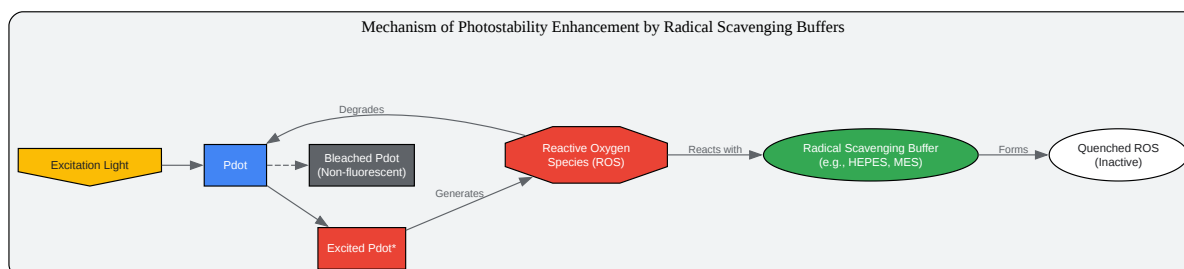 Mechanism of Photostability Enhancement by Radical Scavenging Buffers
Degrades
Excitation Light
Pdot
Bleached Pdot
(Non-fluorescent)
Reactive Oxygen
Species (ROS)
Reacts with
Radical Scavenging Buffer
(e.g., HEPES, MES)
Forms
Quenched ROS
(Inactive)
Generates
Excited Pdot*